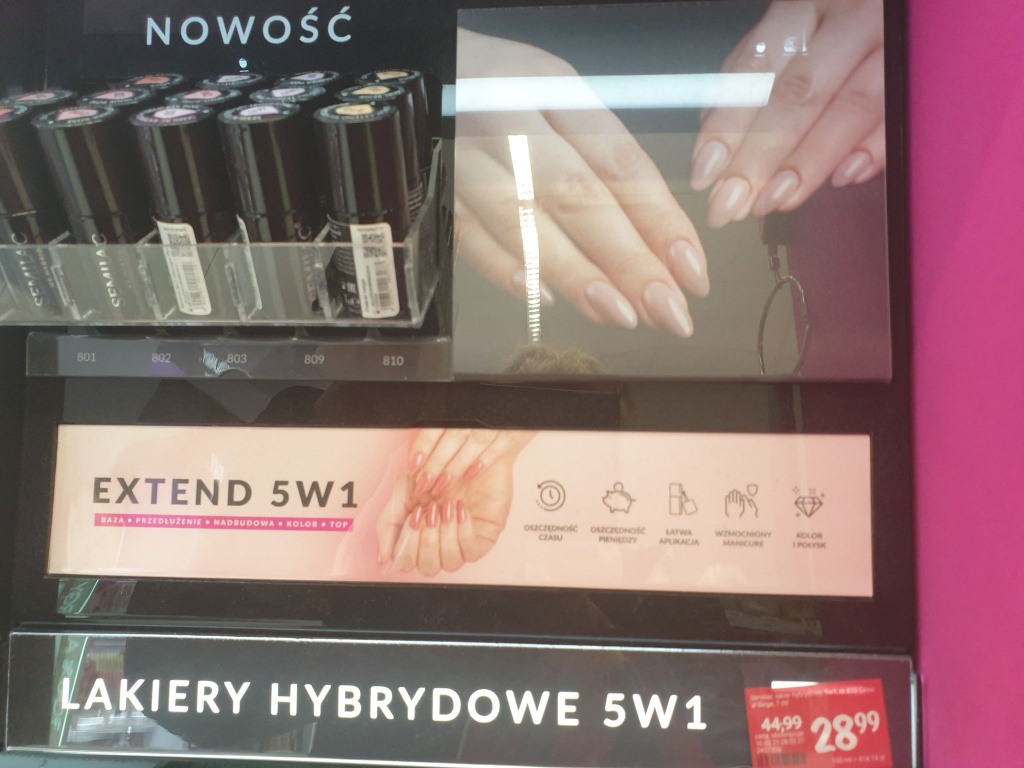 NOWOŚĆ
SEMILAC
SEMILAC
801 802 803 809 810
EXTEND 5W1
BAZA • PRZEDŁUŻENIE • NADBUDOWA • KOLOR • TOP
OSZCZĘDNOŚĆ
CZASU
OSZCZĘDNOŚĆ
PIENIĘDZY
ŁATWA
APLIKACJA
WZMOCNIONY
MANICURE
KOLOR
I POŁYSK
LAKIERY HYBRYDOWE 5W1
44,99
28 99